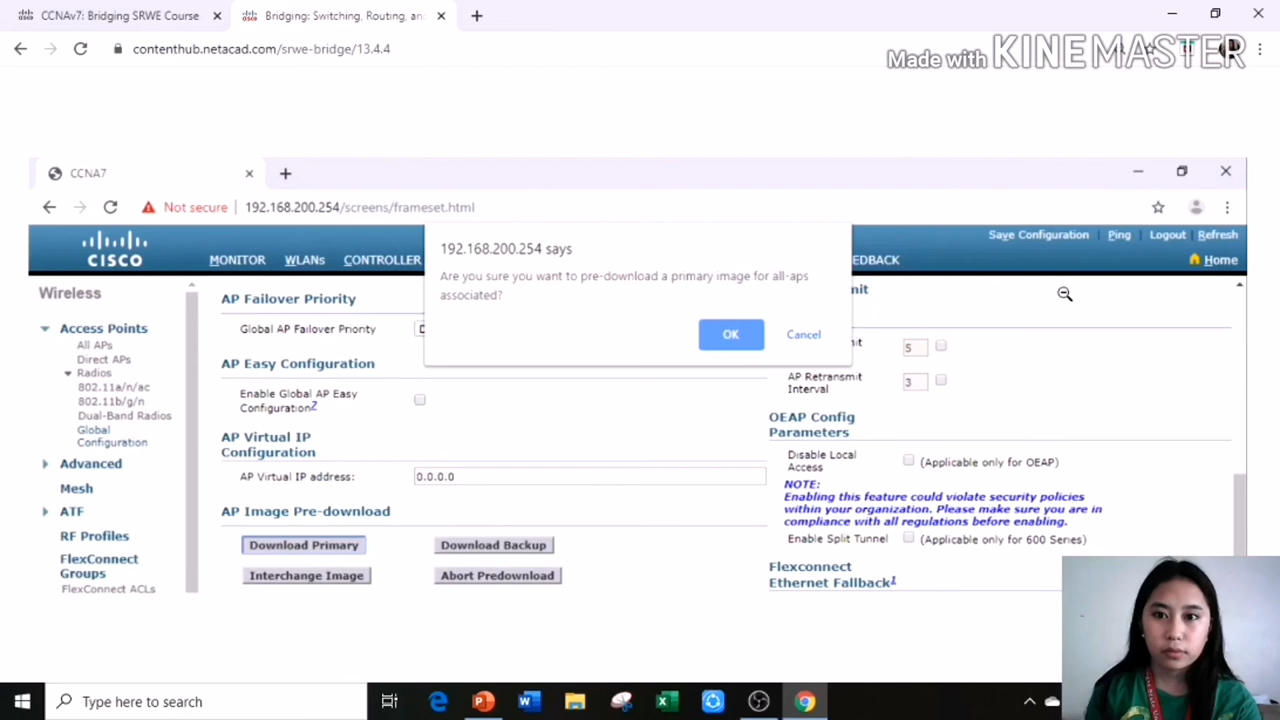 CCNAv7: Bridging SRWE Course
Bridging: Switching, Routing, an
contenthub.netacad.com/srwe-bridge/13.4.4
Made with KINEMASTER
CCNA7
Not secure
192.168.200.254/screens/frameset.html
CISCO
MONITOR
WLANs
CONTROLLER
EDBACK
Save Configuration
Ping
Logout
Refresh
Home
192.168.200.254 says
Are you sure you want to pre-download a primary image for all-aps
associated?
OK
Cancel
Wireless
Access Points
All APs
Direct APs
Radios
802.11a/n/ac
802.11b/g/n
Dual-Band Radios
Global
Configuration
Advanced
Mesh
ATF
RF Profiles
FlexConnect
Groups
FlexConnect ACLs
AP Failover Priority
Global AP Failover Priority
AP Easy Configuration
Enable Global AP Easy
Configuration2
AP Virtual IP
Configuration
AP Virtual IP address:
0.0.0.0
AP Image Pre-download
Download Primary
Download Backup
Interchange Image
Abort Predownload
5
AP Retransmit
Interval
3
OEAP Config
Parameters
Disable Local
Access
(Applicable only for OEAP)
NOTE:
Enabling this feature could violate security policies
within your organization. Please make sure you are in
compliance with all regulations before enabling.
Enable Split Tunnel
(Applicable only for 600 Series)
Flexconnect
Ethernet Fallback1
Type here to search